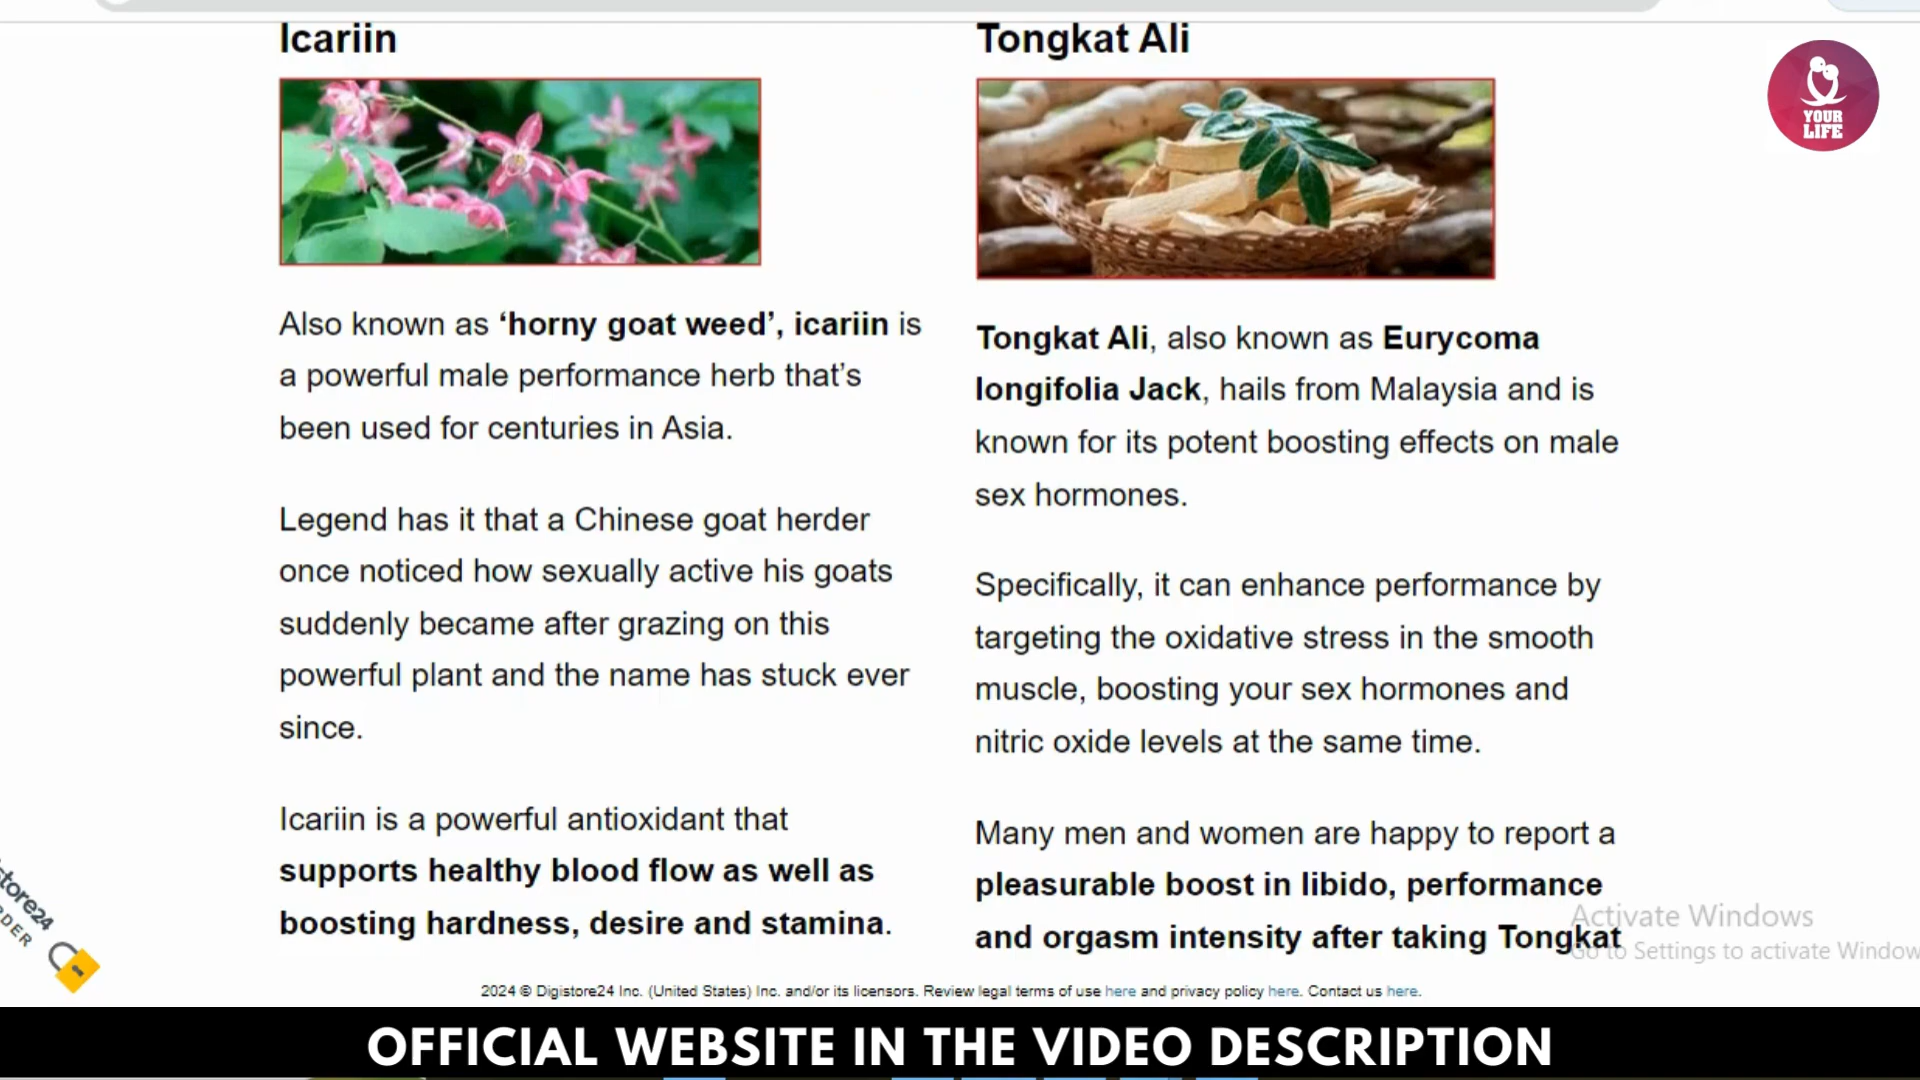 Icariin
Also known as ‘horny goat weed’, icariin is
a powerful male performance herb that’s
been used for centuries in Asia.
Legend has it that a Chinese goat herder
once noticed how sexually active his goats
suddenly became after grazing on this
powerful plant and the name has stuck ever
since.
Icariin is a powerful antioxidant that
supports healthy blood flow as well as
boosting hardness, desire and stamina.
Tongkat Ali
Tongkat Ali, also known as Eurycoma
longifolia Jack, hails from Malaysia and is
known for its potent boosting effects on male
sex hormones.
Specifically, it can enhance performance by
targeting the oxidative stress in the smooth
muscle, boosting your sex hormones and
nitric oxide levels at the same time.
Many men and women are happy to report a
pleasurable boost in libido, performance
and orgasm intensity after taking Tongkat
YOUR
LIFE
Activate Windows
Go to Settings to activate Window
tore24
DER
2024 © Digistore24 Inc. (United States) Inc. and/or its licensors. Review legal terms of use here and privacy policy here. Contact us here.
OFFICIAL WEBSITE IN THE VIDEO DESCRIPTION